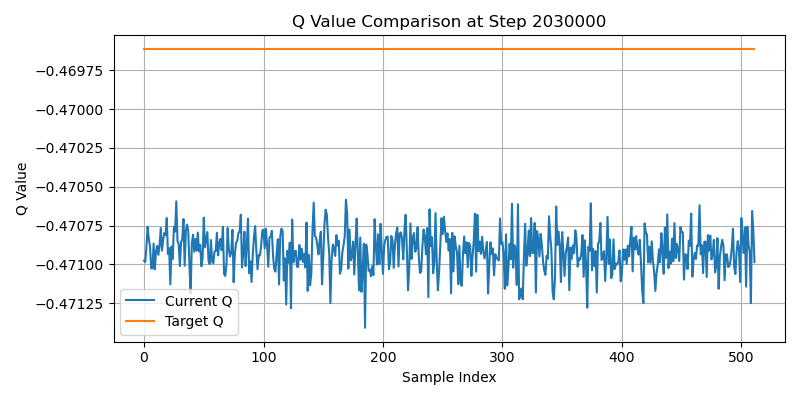 Q Value Comparison at Step 2030000
Q Value
−0.46975
−0.47000
−0.47025
−0.47050
−0.47075
−0.47100
−0.47125
Current Q
Target Q
0 100 200 300 400 500
Sample Index